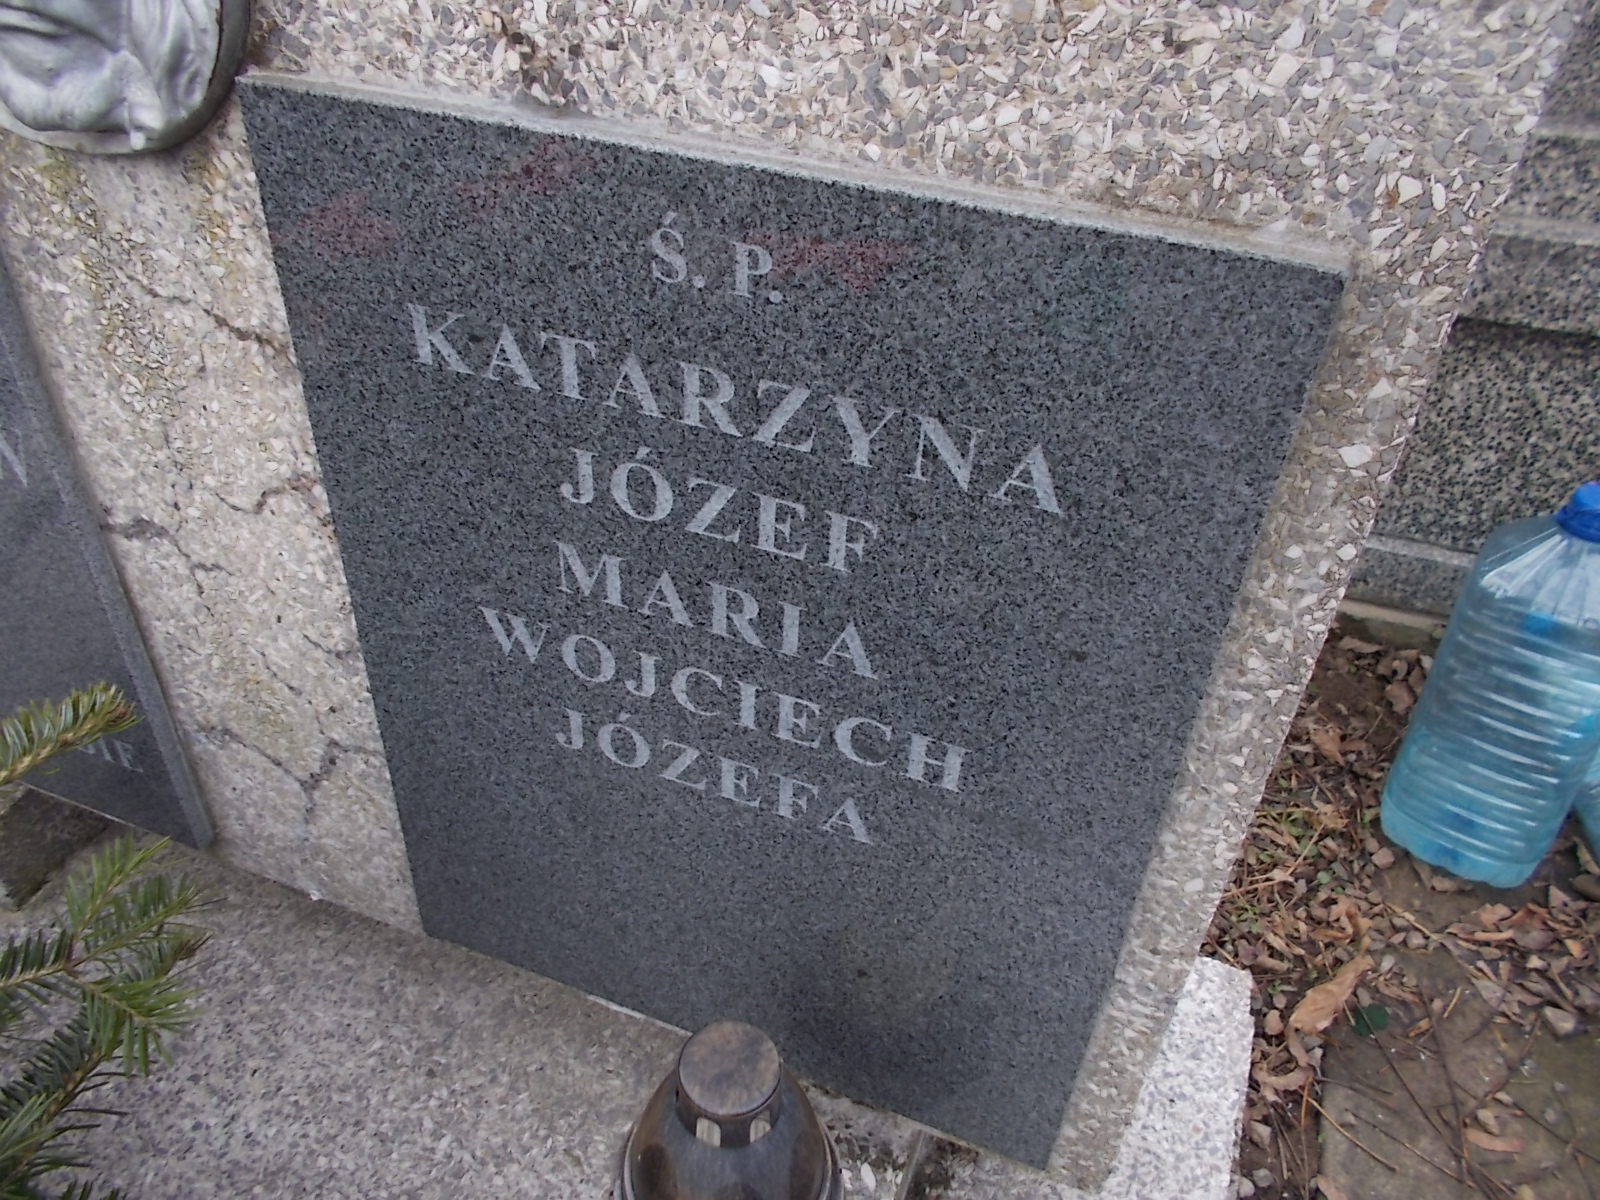 Ś. P.
KATARZYNA
JÓZEF
MARIA
WOJCIECH
JÓZEFA